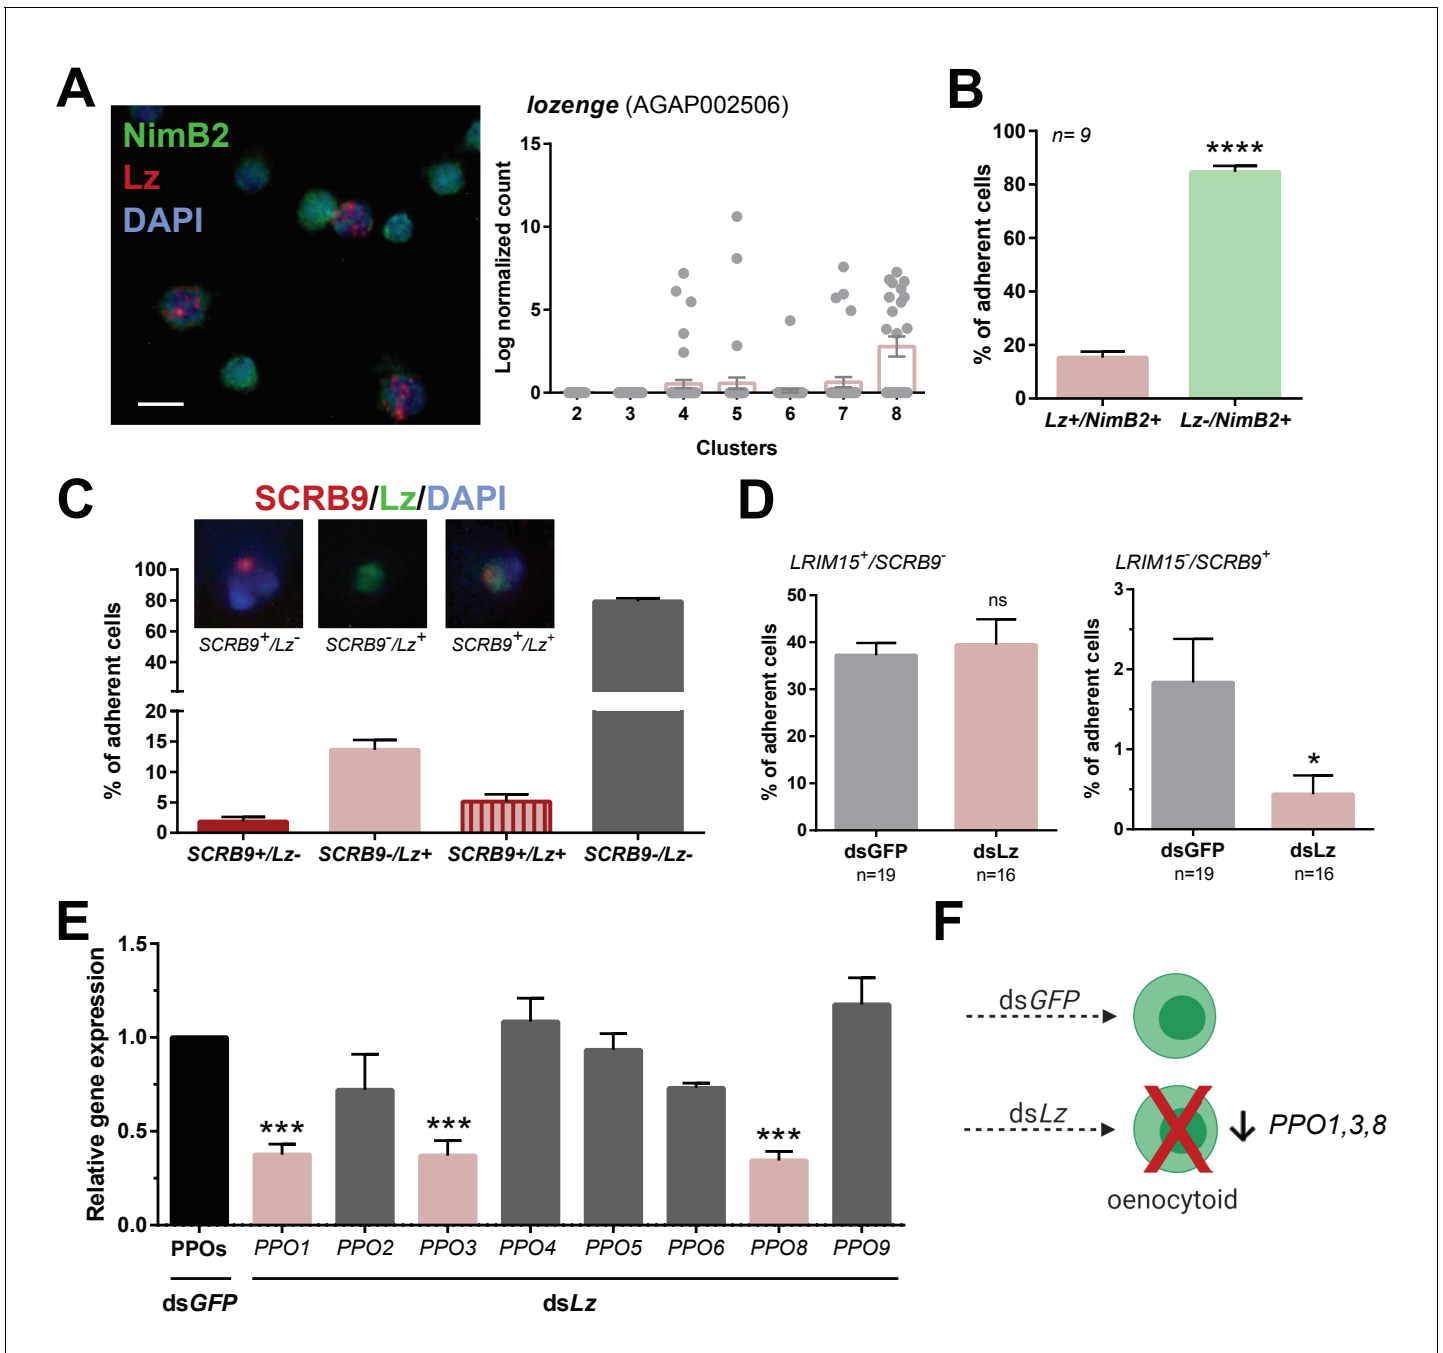 A
NimB2
Lz
DAPI
lozenge (AGAP002506)
Log normalized count
15
10
5
0
2 3 4 5 6 7 8
Clusters
B
n= 9
% of adherent cells
100
80
60
40
20
0
****
Lz+/NimB2+ Lz-/NimB2+
C
SCRB9/Lz/DAPI
SCRB9+/Lz- SCRB9-/Lz+ SCRB9+/Lz+
% of adherent cells
100
80
60
40
20
15
10
5
0
SCRB9+/Lz- SCRB9-/Lz+ SCRB9+/Lz+ SCRB9-/Lz-
D
LRIM15+/SCRB9-
% of adherent cells
50
40
30
20
10
0
ns
dsGFP dsLz
n=19 n=16
LRIM15-/SCRB9+
% of adherent cells
3
2
1
0
*
dsGFP dsLz
n=19 n=16
E
Relative gene expression
1.5
1.0
0.5
0.0
*** *** ***
PPOs PPO1 PPO2 PPO3 PPO4 PPO5 PPO6 PPO8 PPO9
dsGFP dsLz
F
dsGFP
dsLz
↓ PPO1,3,8
oenocytoid